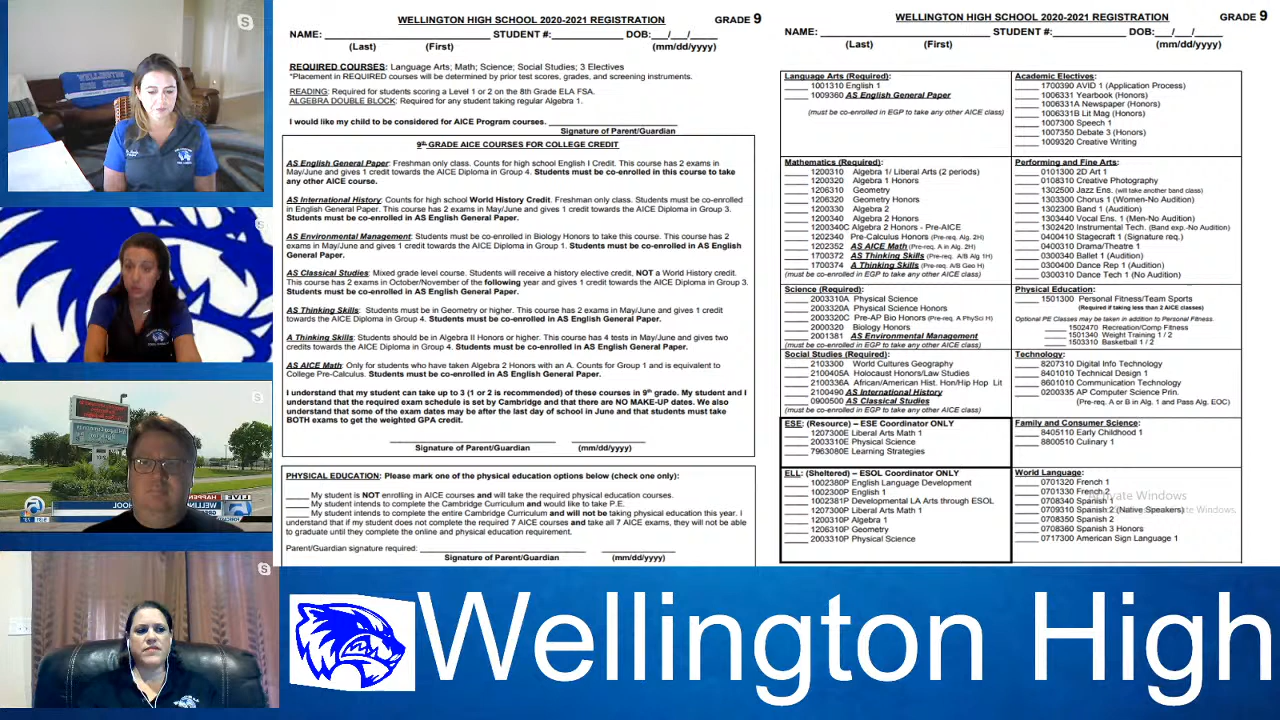 WELLINGTON HIGH SCHOOL 2020-2021 REGISTRATION GRADE 9
NAME: STUDENT #: DOB: / /
(Last) (First) (mm/dd/yyyy)
REQUIRED COURSES: Language Arts; Math; Science; Social Studies; 3 Electives
*Placement in REQUIRED courses will be determined by prior test scores, grades, and screening instruments.
READING: Required for students scoring a Level 1 or 2 on the 8th Grade ELA FSA.
ALGEBRA DOUBLE BLOCK: Required for any student taking regular Algebra 1.
I would like my child to be considered for AICE Program courses.
Signature of Parent/Guardian
9th GRADE AICE COURSES FOR COLLEGE CREDIT
AS English General Paper: Freshman only class. Counts for high school English I Credit. This course has 2 exams in
May/June and gives 1 credit towards the AICE Diploma in Group 4. Students must be co-enrolled in this course to take
any other AICE course.
AS International History: Counts for high school World History Credit. Freshman only class. Students must be co-enrolled
in English General Paper. This course has 2 exams in May/June and gives 1 credit towards the AICE Diploma in Group 3.
Students must be co-enrolled in AS English General Paper.
AS Environmental Management: Students must be co-enrolled in Biology Honors to take this course. This course has 2
exams in May/June and gives 1 credit towards the AICE Diploma in Group 1. Students must be co-enrolled in AS English
General Paper.
AS Classical Studies: Mixed grade level course. Students will receive a history elective credit, NOT a World History credit.
This course has 2 exams in October/November of the following year and gives 1 credit towards the AICE Diploma in Group 3.
Students must be co-enrolled in AS English General Paper.
AS Thinking Skills: Students must be in Geometry or higher. This course has 2 exams in May/June and gives 1 credit
towards the AICE Diploma in Group 4. Students must be co-enrolled in AS English General Paper.
A Thinking Skills: Students should be in Algebra II Honors or higher. This course has 4 tests in May/June and gives two
credits towards the AICE Diploma in Group 4. Students must be co-enrolled in AS English General Paper.
AS AICE Math: Only for students who have taken Algebra 2 Honors with an A. Counts for Group 1 and is equivalent to
College Pre-Calculus. Students must be co-enrolled in AS English General Paper.
I understand that my student can take up to 3 (1 or 2 is recommended) of these courses in 9th grade. My student and I
understand that the required exam schedule is set by Cambridge and that there are NO MAKE-UP dates. We also
understand that some of the exam dates may be after the last day of school in June and that students must take
BOTH exams to get the weighted GPA credit.
Signature of Parent/Guardian (mm/dd/yyyy)
PHYSICAL EDUCATION: Please mark one of the physical education options below (check one only):
My student is NOT enrolling in AICE courses and will take the required physical education courses.
My student intends to complete the Cambridge Curriculum and would like to take P.E.
My student intends to complete the entire Cambridge Curriculum and will not be taking physical education this year. I
understand that if my student does not complete the required 7 AICE courses and take all 7 AICE exams, they will not be able
to graduate until they complete the online and physical education requirement.
Parent/Guardian signature required:
Signature of Parent/Guardian (mm/dd/yyyy)
WELLINGTON HIGH SCHOOL 2020-2021 REGISTRATION GRADE 9
NAME: STUDENT #: DOB: / /
(Last) (First) (mm/dd/yyyy)
Language Arts (Required):
1001310 English 1
1009360 AS English General Paper
(must be co-enrolled in EGP to take any other AICE class)
Mathematics (Required):
1200310 Algebra 1/ Liberal Arts (2 periods)
1200320 Algebra 1 Honors
1206310 Geometry
1206320 Geometry Honors
1200330 Algebra 2
1200340 Algebra 2 Honors
1200340C Algebra 2 Honors - Pre-AICE
1202340 Pre-Calculus Honors (Pre-req. Alg. 2H)
1202352 AS AICE Math (Pre-req. A in Alg. 2H)
1700372 AS Thinking Skills (Pre-req. A/B Alg 1H)
1700374 A Thinking Skills (Pre-req. A/B Geo H)
(must be co-enrolled in EGP to take any other AICE class)
Science (Required):
2003310A Physical Science
2003320A Physical Science Honors
2003320C Pre-AP Bio Honors (Pre-req. A PhySci H)
2000320 Biology Honors
2001381 AS Environmental Management
(must be co-enrolled in EGP to take any other AICE class)
Social Studies (Required):
2103300 World Cultures Geography
2100405A Holocaust Honors/Law Studies
2100336A African/American Hist. Hon/Hip Hop Lit
2100490 AS International History
0900500 AS Classical Studies
(must be co-enrolled in EGP to take any other AICE class)
ESE: (Resource) – ESE Coordinator ONLY
1207300E Liberal Arts Math 1
2003310E Physical Science
7963080E Learning Strategies
ELL: (Sheltered) – ESOL Coordinator ONLY
1002380P English Language Development
1002300P English 1
1002381P Developmental LA Arts through ESOL
1207300P Liberal Arts Math 1
1200310P Algebra 1
1206310P Geometry
2003310P Physical Science
Academic Electives:
1700390 AVID 1 (Application Process)
1006331 Yearbook (Honors)
1006331A Newspaper (Honors)
1006331B Lit Mag (Honors)
1007300 Speech 1
1007350 Debate 3 (Honors)
1009320 Creative Writing
Performing and Fine Arts:
0101300 2D Art 1
0108310 Creative Photography
1302500 Jazz Ens. (will take another band class)
1303300 Chorus 1 (Women-No Audition)
1302300 Band 1 (Audition)
1303440 Vocal Ens. 1 (Men-No Audition)
1302420 Instrumental Tech. (Band exp.-No Audition)
0400410 Stagecraft 1 (Signature req.)
0400310 Drama/Theatre 1
0300340 Ballet 1 (Audition)
0300400 Dance Rep 1 (Audition)
0300310 Dance Tech 1 (No Audition)
Physical Education:
1501300 Personal Fitness/Team Sports
(Required if taking less than 2 AICE classes)
Optional PE Classes may be taken in addition to Personal Fitness.
1502470 Recreation/Comp Fitness
1501340 Weight Training 1 / 2
1503310 Basketball 1 / 2
Technology:
8207310 Digital Info Technology
8401010 Technical Design 1
8601010 Communication Technology
0200335 AP Computer Science Prin.
(Pre-req. A or B in Alg. 1 and Pass Alg. EOC)
Family and Consumer Science:
8405110 Early Childhood 1
8800510 Culinary 1
World Language:
0701320 French 1
0701330 French 2
0708340 Spanish 1
0709310 Spanish 2 (Native Speakers)
0708350 Spanish 2
0708360 Spanish 3 Honors
0717300 American Sign Language 1
Activate Windows
Windows.
LIVE
Wellington High